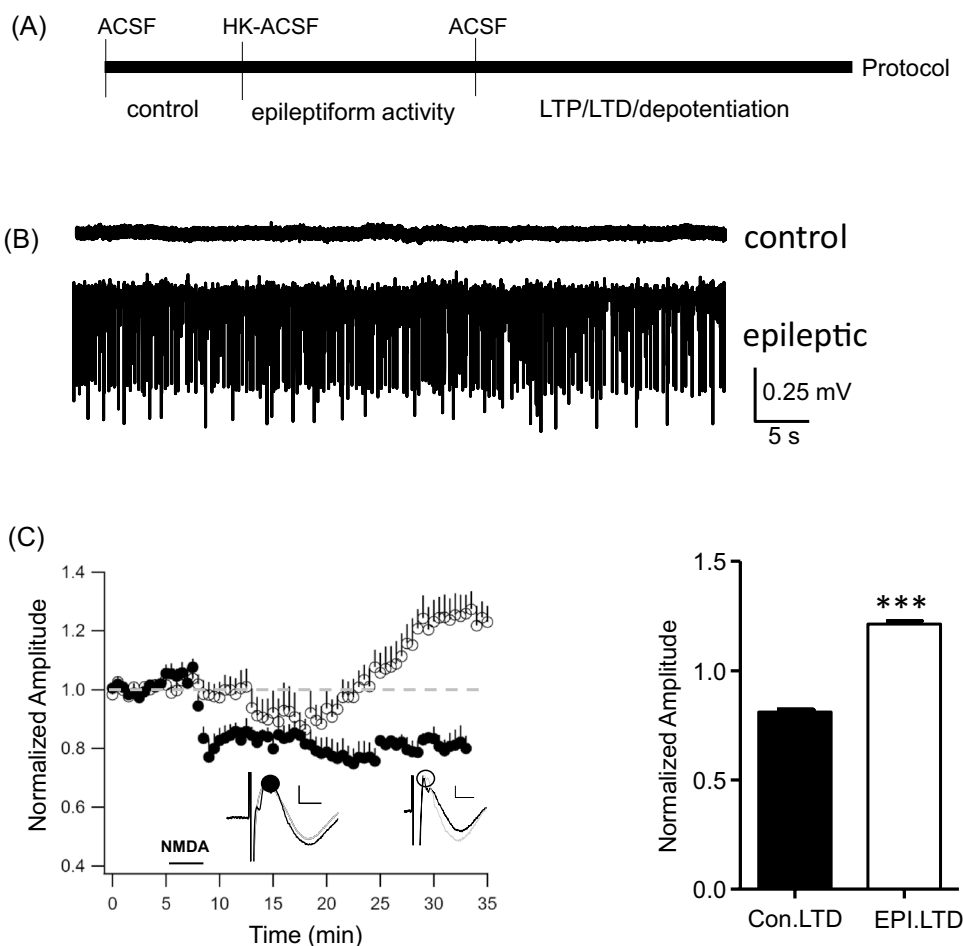 (A)
ACSF HK-ACSF ACSF
Protocol
control epileptiform activity LTP/LTD/depotentiation
(B)
control
epileptic
0.25 mV
5 s
(C)
Normalized Amplitude
1.4
1.2
1.0
0.8
0.6
0.4
NMDA
0 5 10 15 20 25 30 35
Time (min)
Normalized Amplitude
1.5
1.0
0.5
0.0
***
Con.LTD EPI.LTD